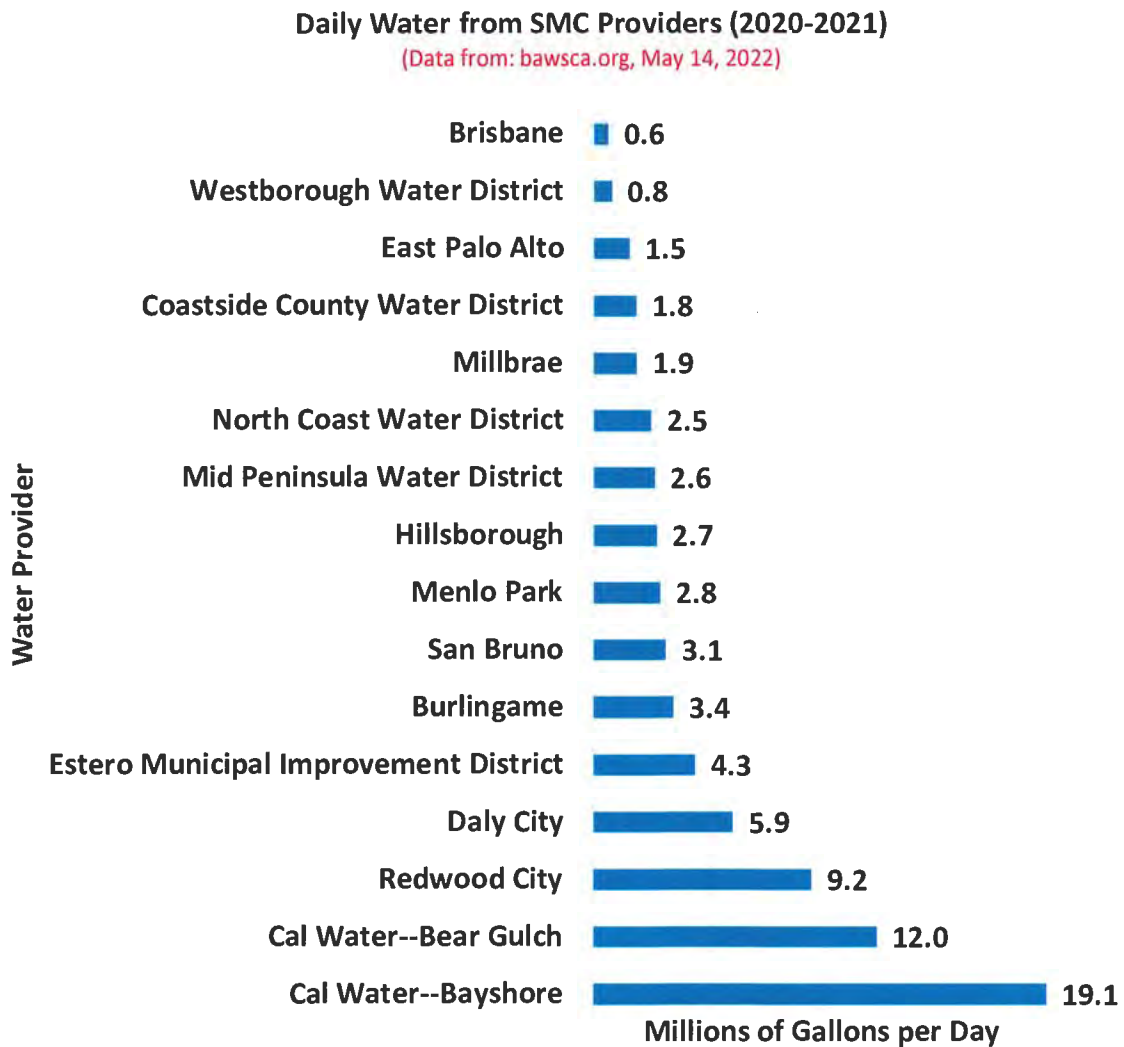 Daily Water from SMC Providers (2020-2021)
(Data from: bawsca.org, May 14, 2022)
Brisbane 0.6
Westborough Water District 0.8
East Palo Alto 1.5
Coastside County Water District 1.8
Millbrae 1.9
North Coast Water District 2.5
Mid Peninsula Water District 2.6
Hillsborough 2.7
Menlo Park 2.8
San Bruno 3.1
Burlingame 3.4
Estero Municipal Improvement District 4.3
Daly City 5.9
Redwood City 9.2
Cal Water--Bear Gulch 12.0
Cal Water--Bayshore 19.1
Water Provider
Millions of Gallons per Day